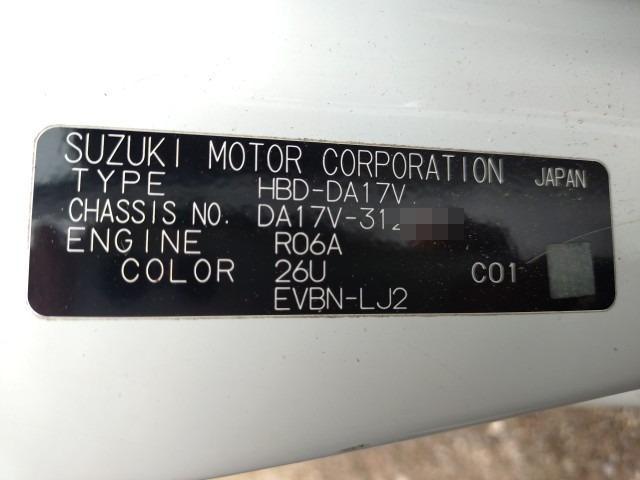 SUZUKI MOTOR CORPORATION JAPAN
TYPE HBD-DA17V
CHASSIS NO. DA17V-312
ENGINE R06A
COLOR 26U C01
EVBN-LJ2